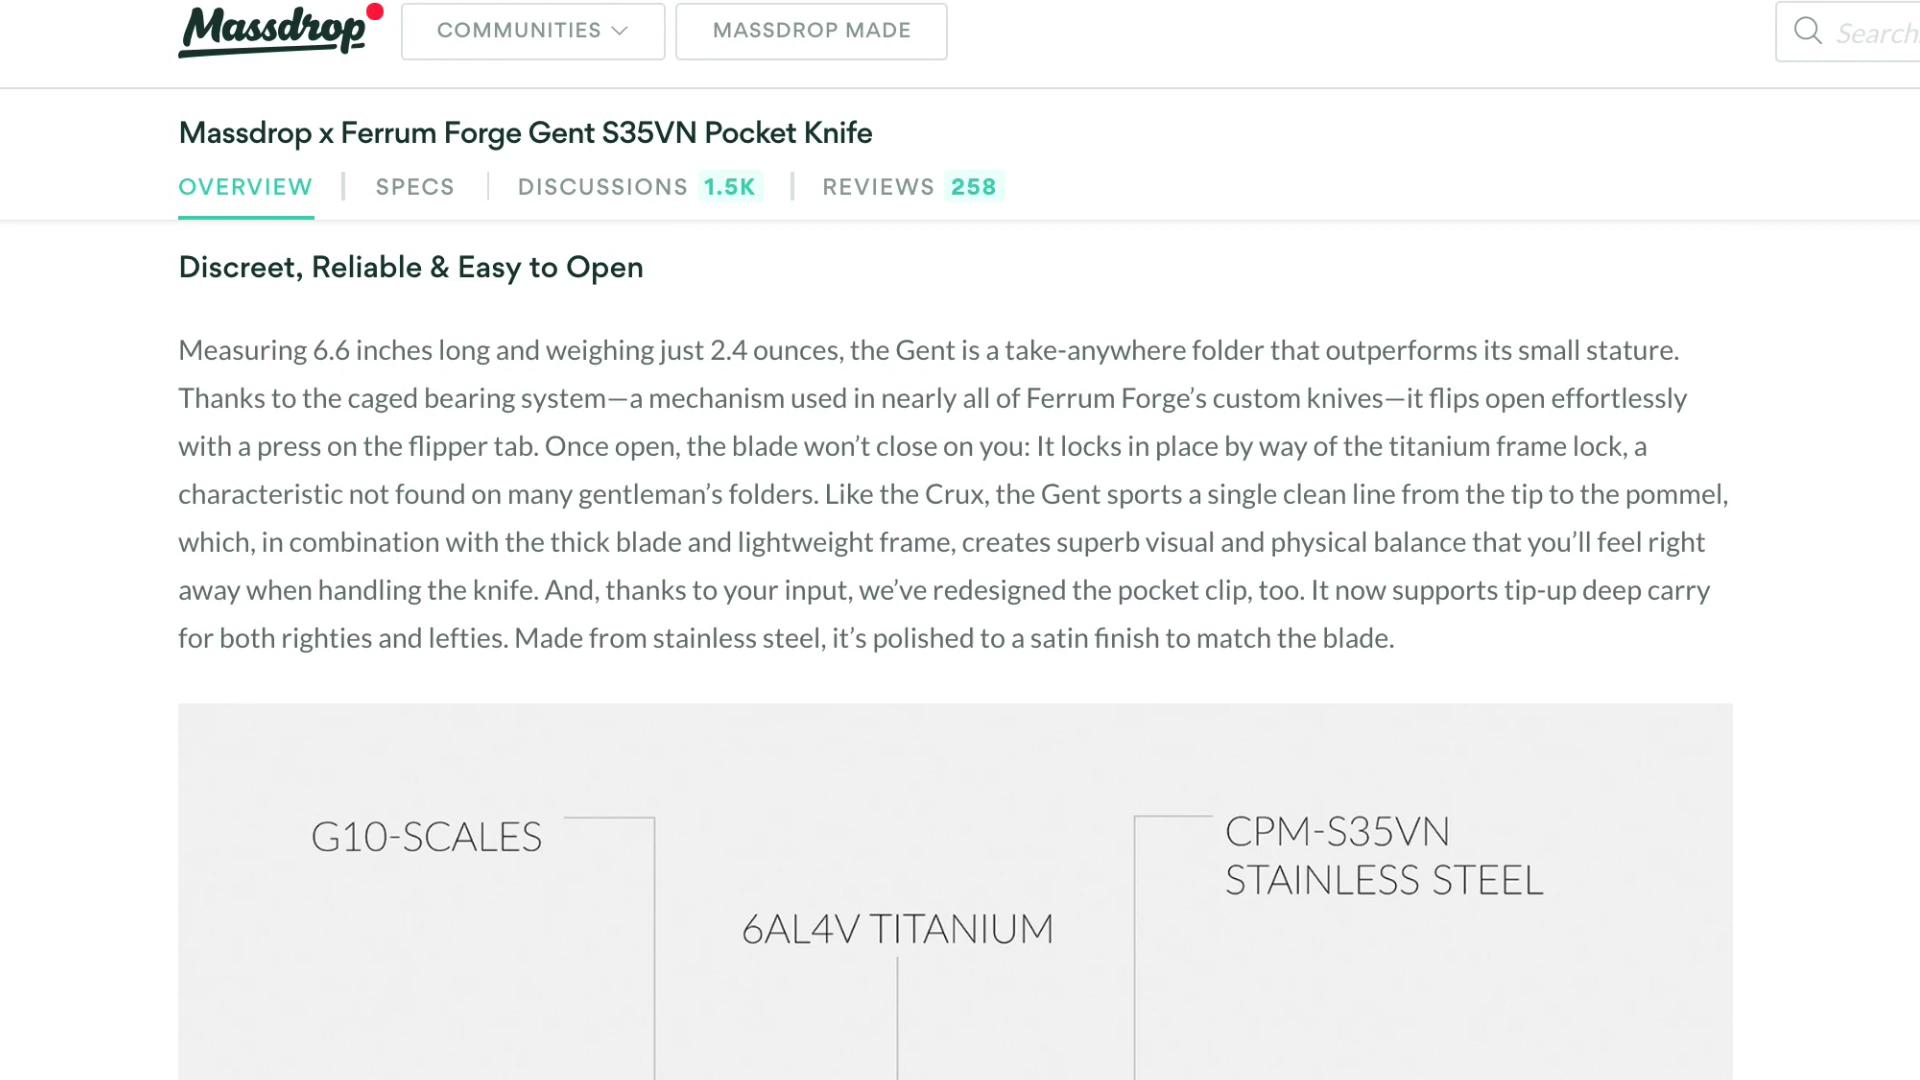 Massdrop
COMMUNITIES
MASSDROP MADE
Search
Massdrop x Ferrum Forge Gent S35VN Pocket Knife
OVERVIEW
SPECS
DISCUSSIONS 1.5K
REVIEWS 258
Discreet, Reliable & Easy to Open
Measuring 6.6 inches long and weighing just 2.4 ounces, the Gent is a take-anywhere folder that outperforms its small stature.
Thanks to the caged bearing system—a mechanism used in nearly all of Ferrum Forge’s custom knives—it flips open effortlessly
with a press on the flipper tab. Once open, the blade won’t close on you: It locks in place by way of the titanium frame lock, a
characteristic not found on many gentleman’s folders. Like the Crux, the Gent sports a single clean line from the tip to the pommel,
which, in combination with the thick blade and lightweight frame, creates superb visual and physical balance that you’ll feel right
away when handling the knife. And, thanks to your input, we’ve redesigned the pocket clip, too. It now supports tip-up deep carry
for both righties and lefties. Made from stainless steel, it’s polished to a satin finish to match the blade.
G10-SCALES
CPM-S35VN
STAINLESS STEEL
6AL4V TITANIUM